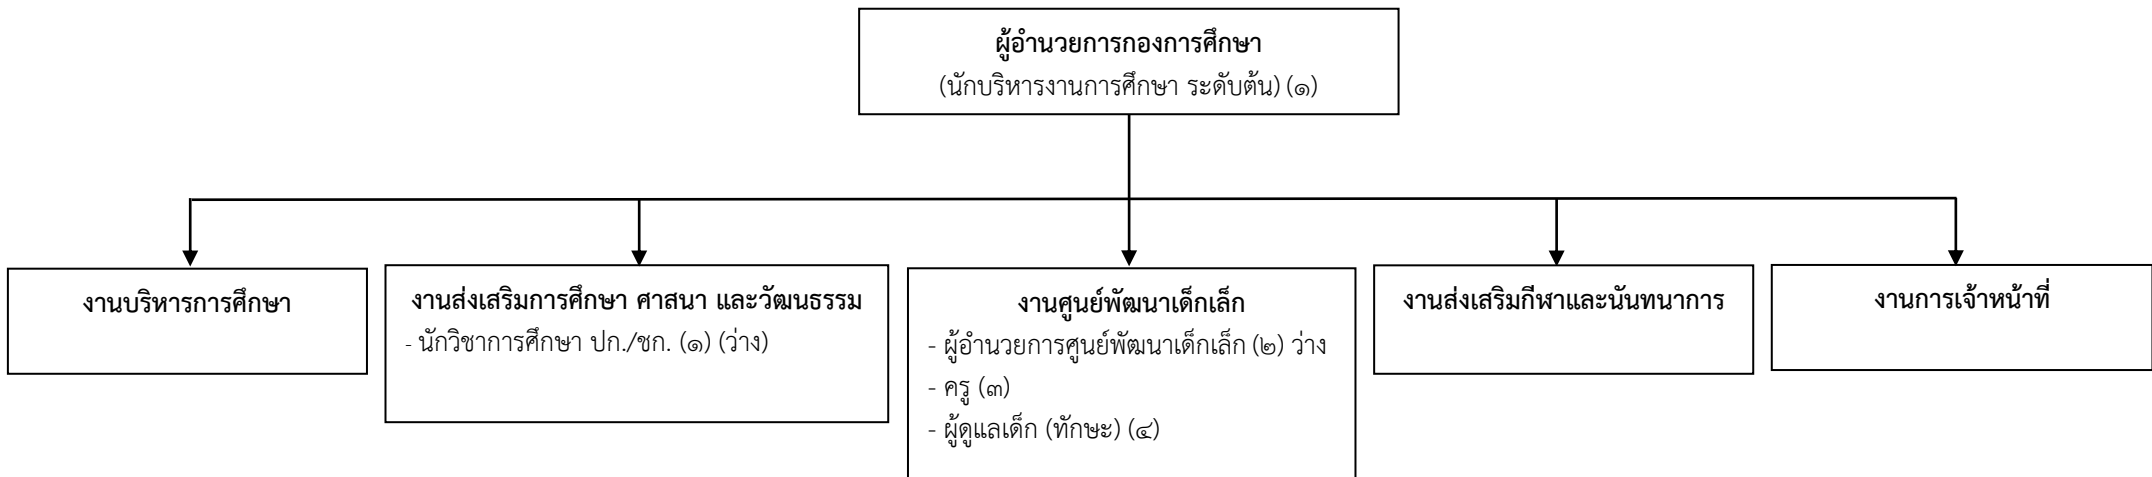 ผู้อำนวยการกองการศึกษา
(นักบริหารงานการศึกษา ระดับต้น) (๑)
งานบริหารการศึกษา
งานส่งเสริมการศึกษา ศาสนา และวัฒนธรรม
- นักวิชาการศึกษา ปก./ชก. (๑) (ว่าง)
งานศูนย์พัฒนาเด็กเล็ก
- ผู้อำนวยการศูนย์พัฒนาเด็กเล็ก (๒) ว่าง
- ครู (๓)
- ผู้ดูแลเด็ก (ทักษะ) (๔)
งานส่งเสริมกีฬาและนันทนาการ
งานการเจ้าหน้าที่